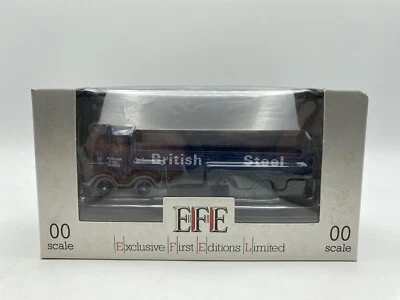 British Steel
00
scale
EFE
Exclusive First Editions Limited
00
scale